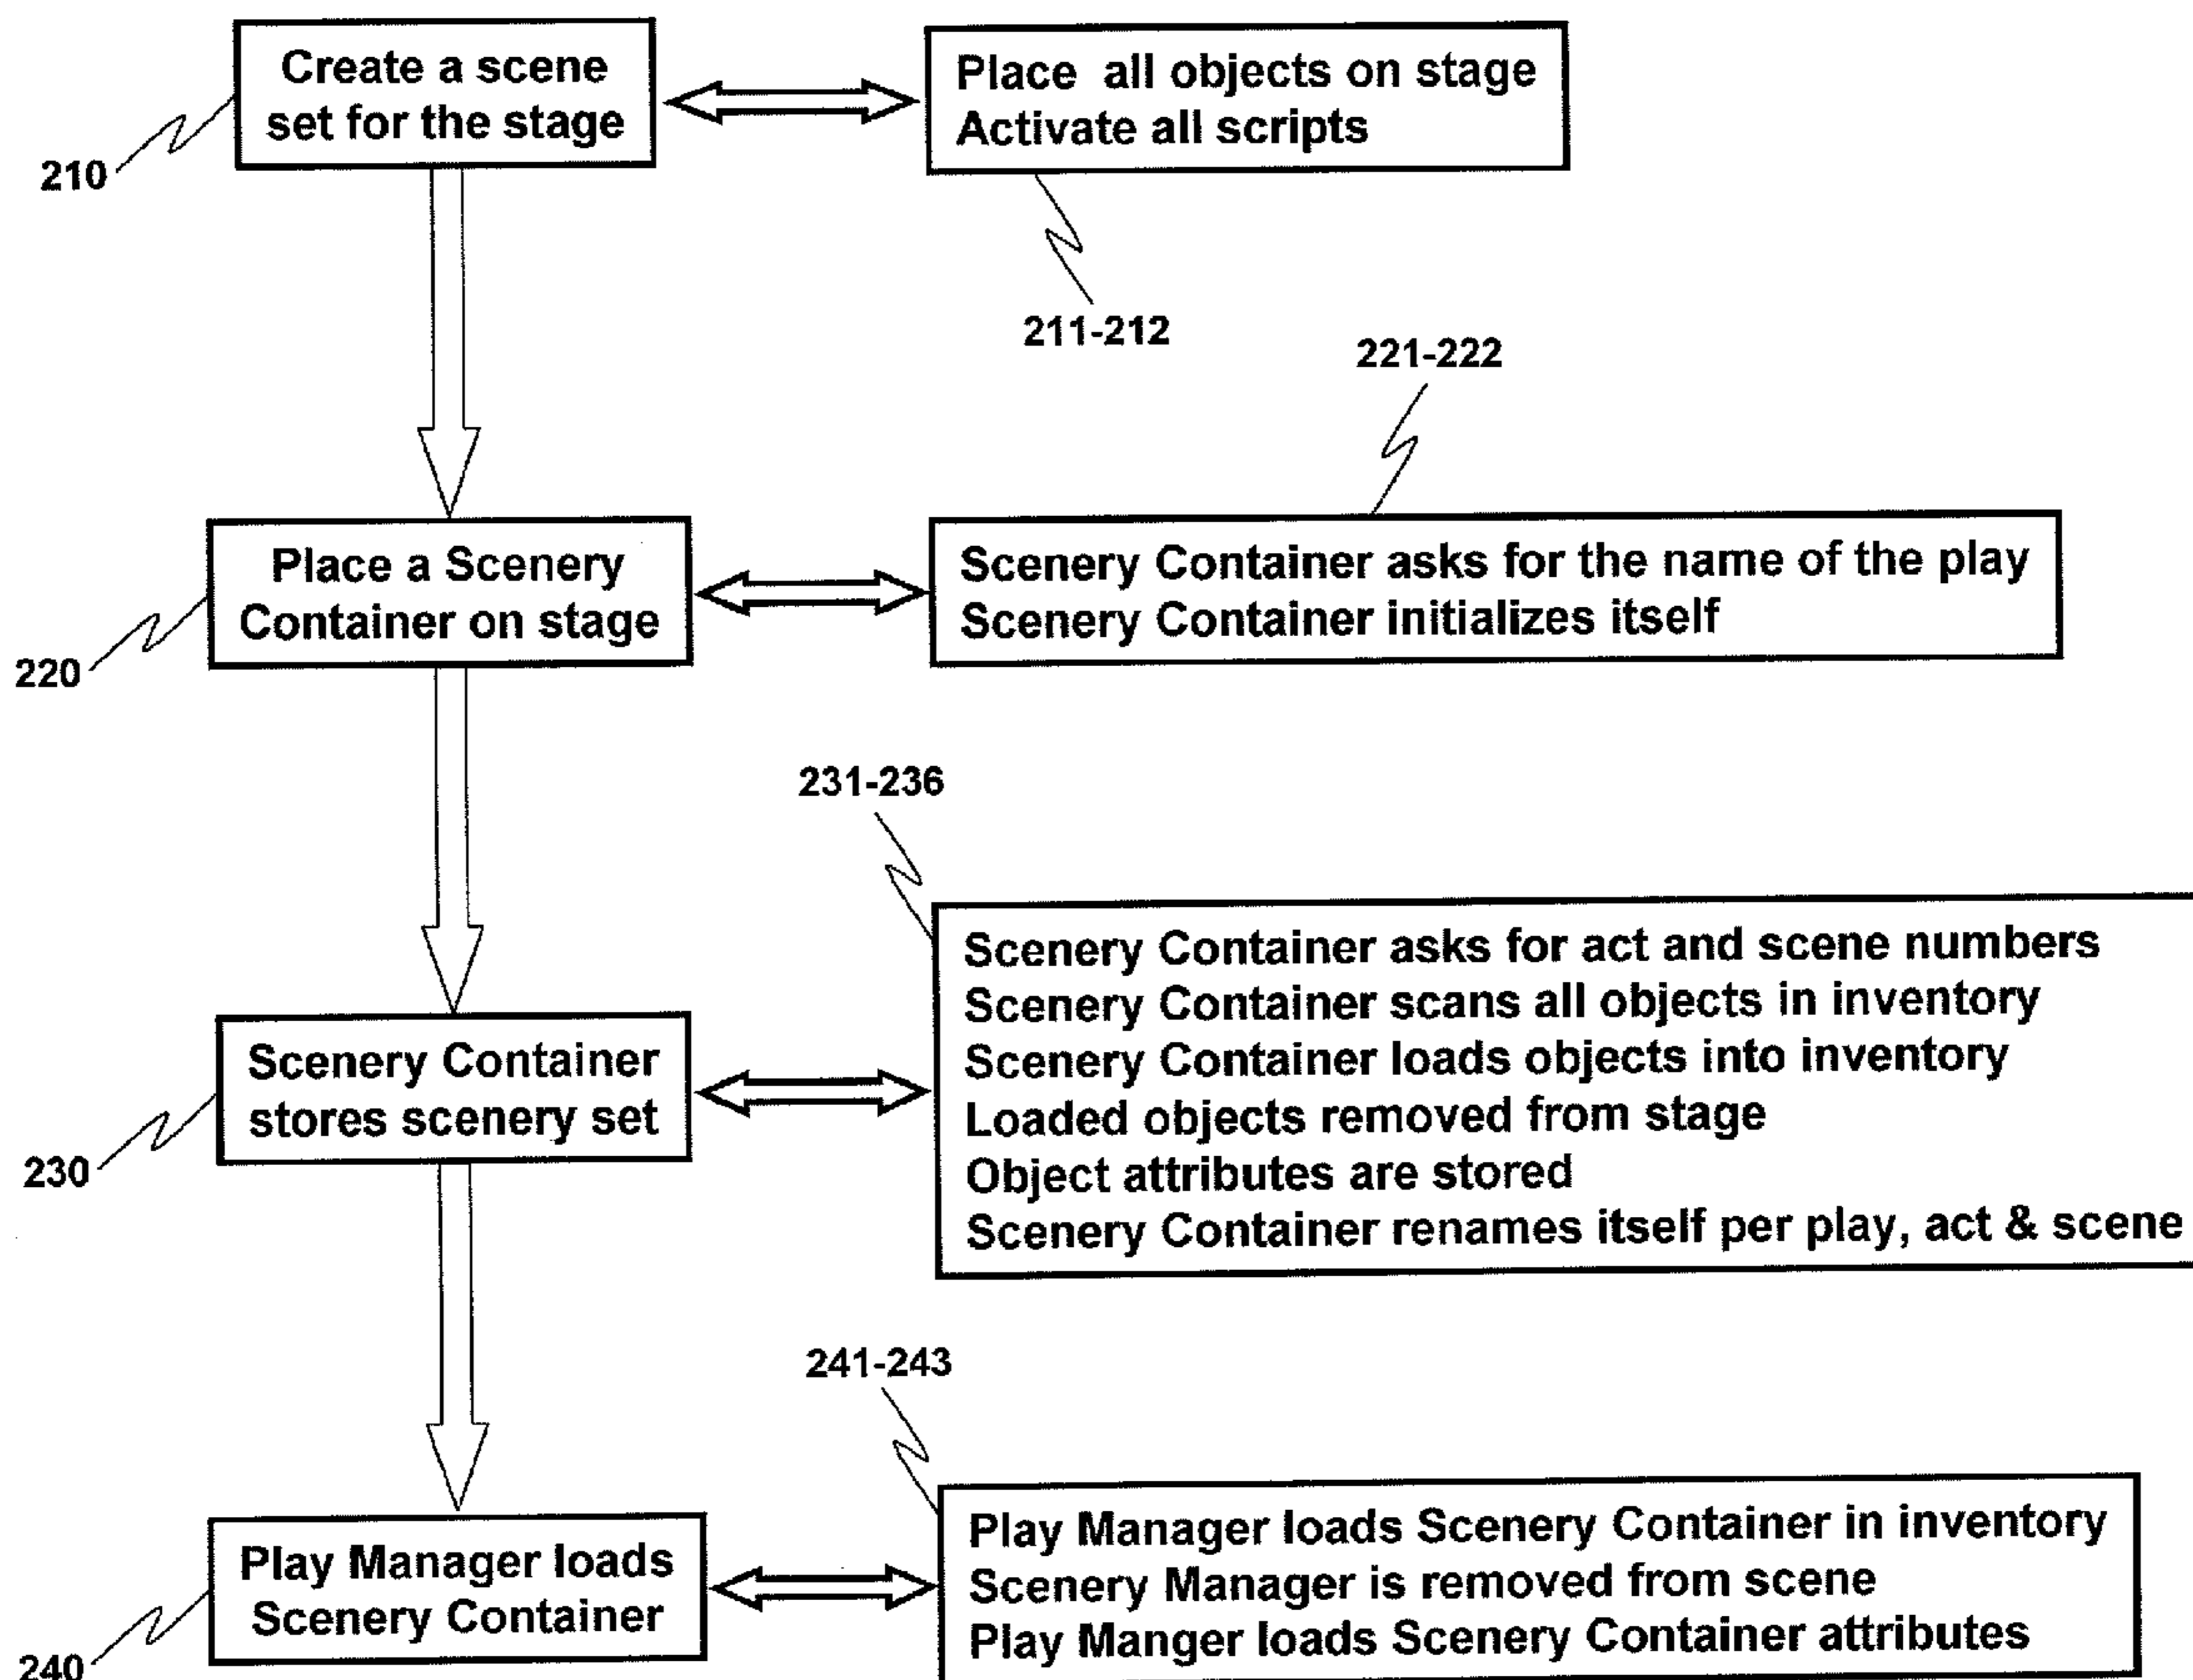 Create a scene
set for the stage
210
Place all objects on stage
Activate all scripts
211-212
221-222
Place a Scenery
Container on stage
220
Scenery Container asks for the name of the play
Scenery Container initializes itself
231-236
Scenery Container
stores scenery set
230
Scenery Container asks for act and scene numbers
Scenery Container scans all objects in inventory
Scenery Container loads objects into inventory
Loaded objects removed from stage
Object attributes are stored
Scenery Container renames itself per play, act & scene
241-243
Play Manager loads
Scenery Container
240
Play Manager loads Scenery Container in inventory
Scenery Manager is removed from scene
Play Manger loads Scenery Container attributes